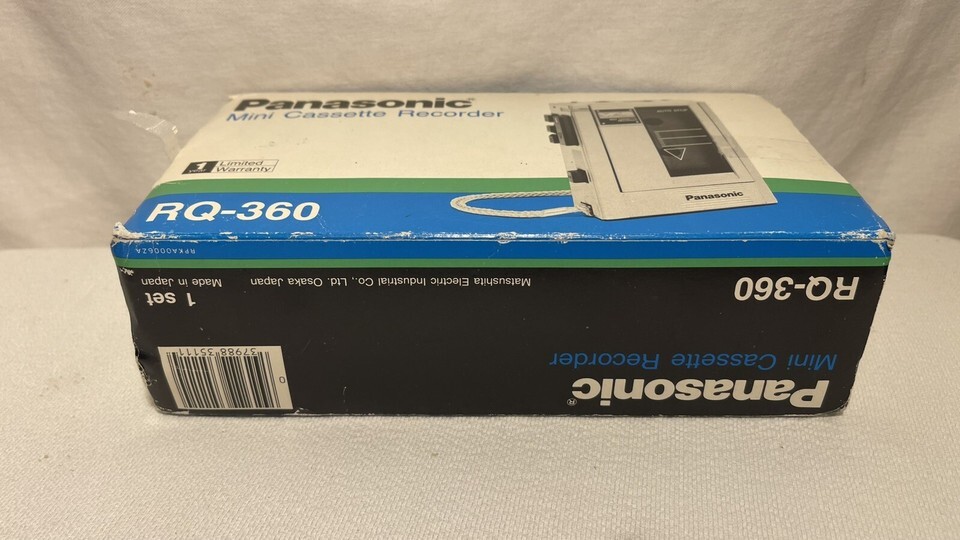 Panasonic™
Mini Cassette Recorder
1 Limited
Warranty
RQ-360
Panasonic
RPKA0006ZA
Panasonic®
Mini Cassette Recorder
RQ-360
Matsushita Electric Industrial Co., Ltd. Osaka Japan
Made in Japan
1 set
0 37988 35111